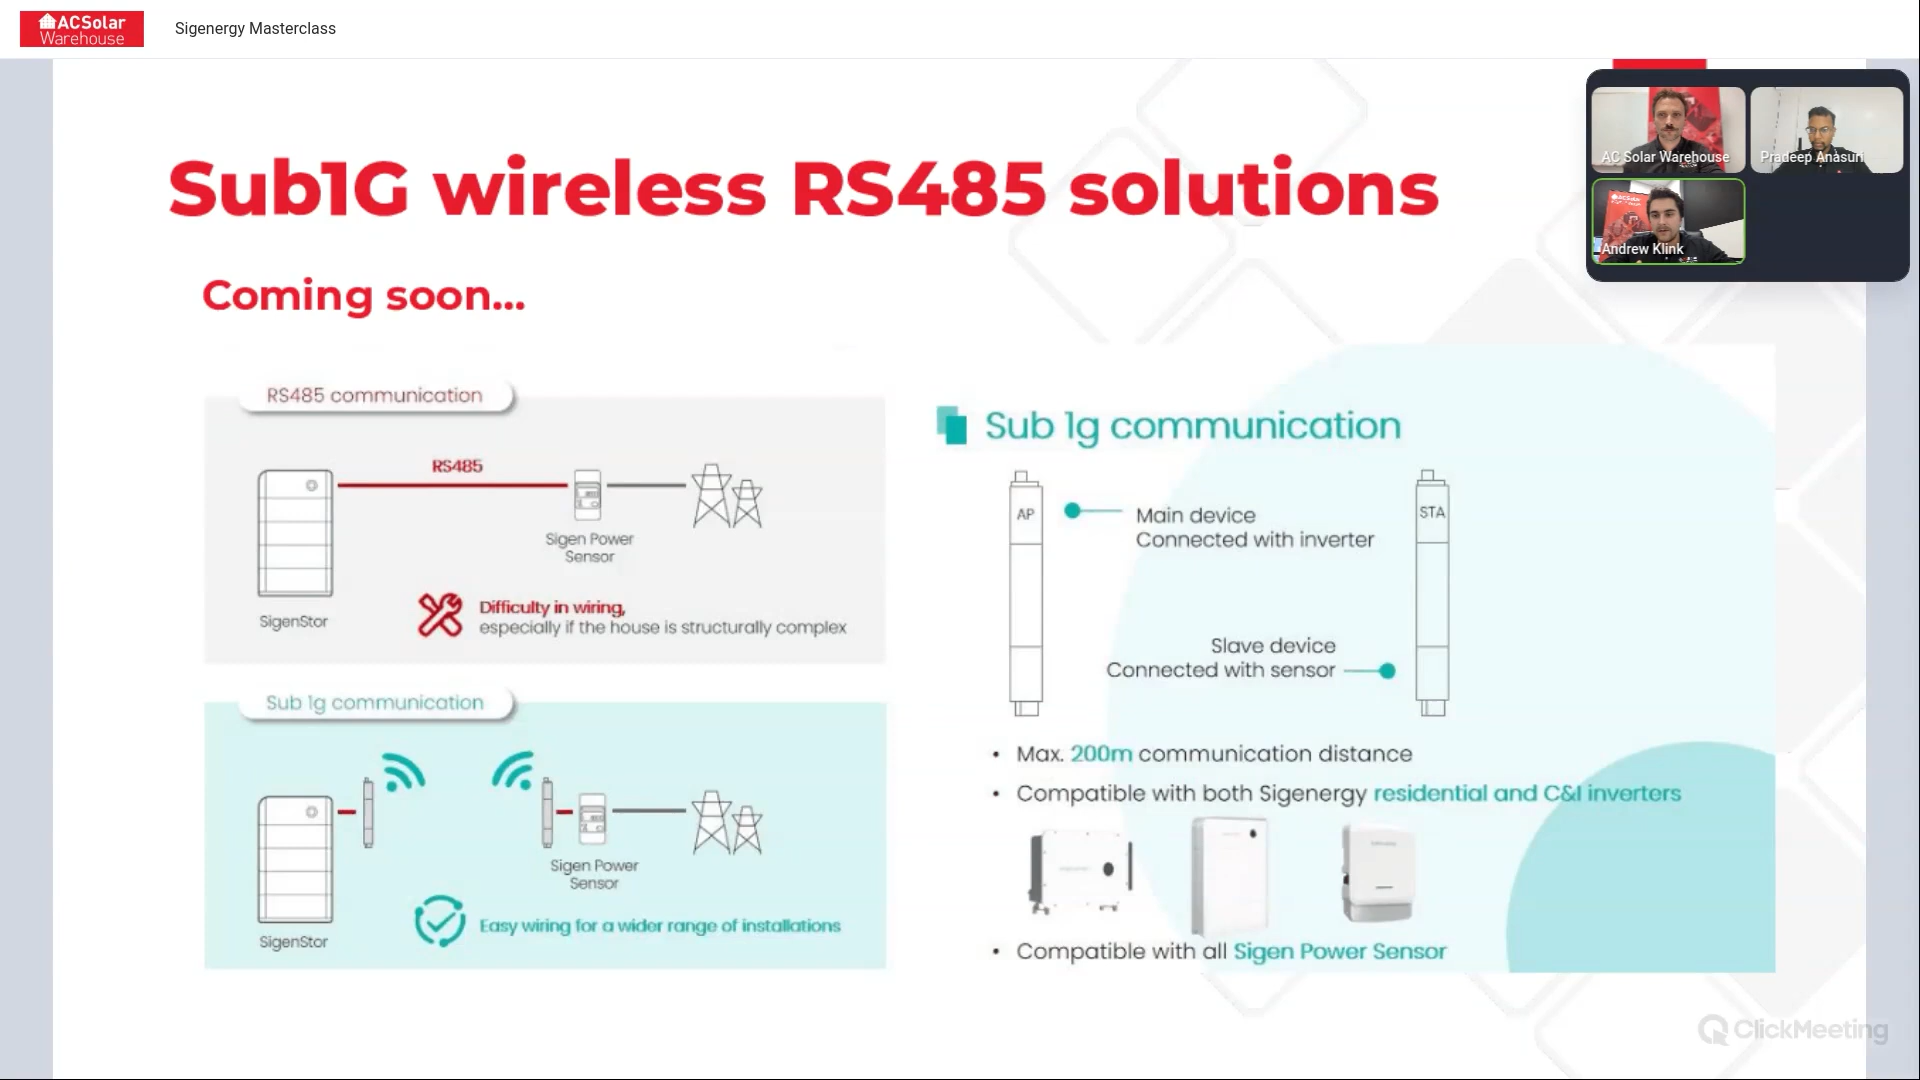 ACSolar
Warehouse
Sigenergy Masterclass
AC Solar Warehouse
Pradeep Anasuri
Andrew Klink
Sub1G wireless RS485 solutions
Coming soon...
RS485 communication
RS485
Sigen Power
Sensor
SigenStor
Difficulty in wiring,
especially if the house is structurally complex
Sub 1g communication
Sigen Power
Sensor
SigenStor
Easy wiring for a wider range of installations
Sub 1g communication
AP
Main device
Connected with inverter
STA
Slave device
Connected with sensor
• Max. 200m communication distance
• Compatible with both Sigenergy residential and C&I inverters
• Compatible with all Sigen Power Sensor
ClickMeeting